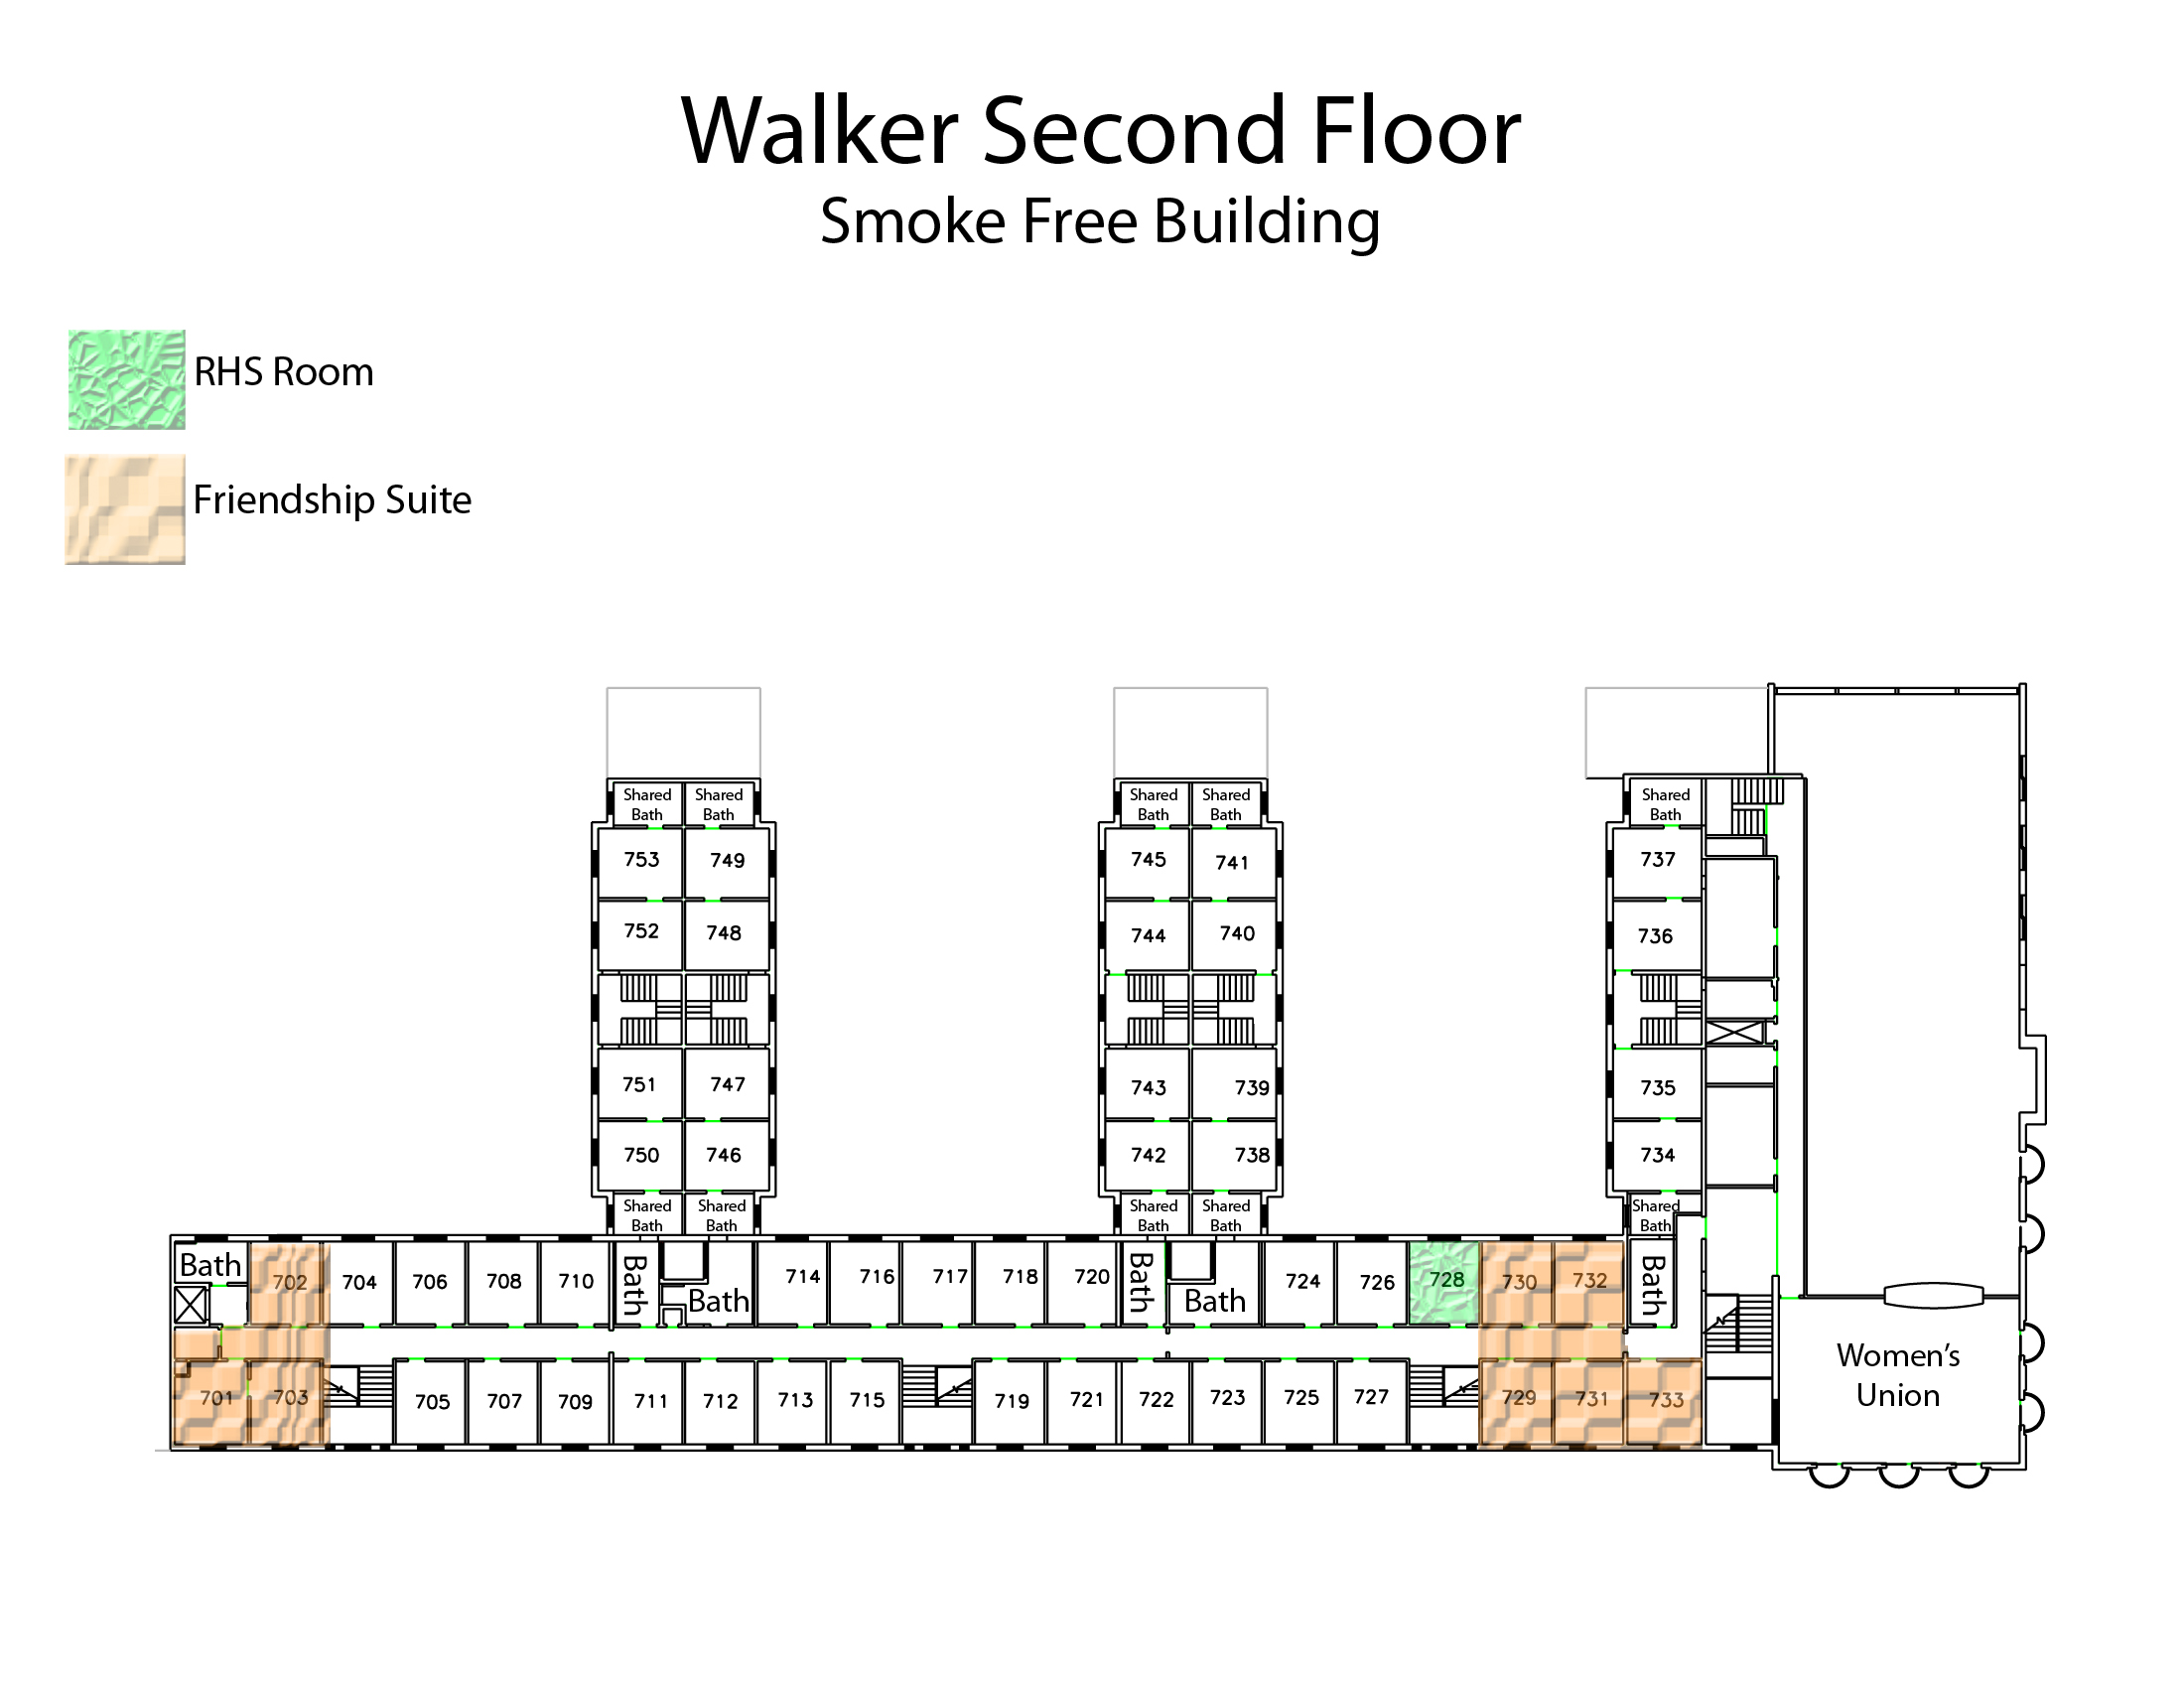 Walker Second Floor
Smoke Free Building
RHS Room
Friendship Suite
Shared Bath
Shared Bath
Shared Bath
Shared Bath
Shared Bath
753 749 745 741 737
752 748 744 740 736
751 747 743 739 735
750 746 742 738 734
Shared Bath
Shared Bath
Shared Bath
Shared Bath
Shared Bath
Bath 702 704 706 708 710 Bath Bath 714 716 717 718 720 Bath Bath 724 726 728 730 732 Bath
701 703 705 707 709 711 712 713 715 719 721 722 723 725 727 729 731 733
Women's
Union